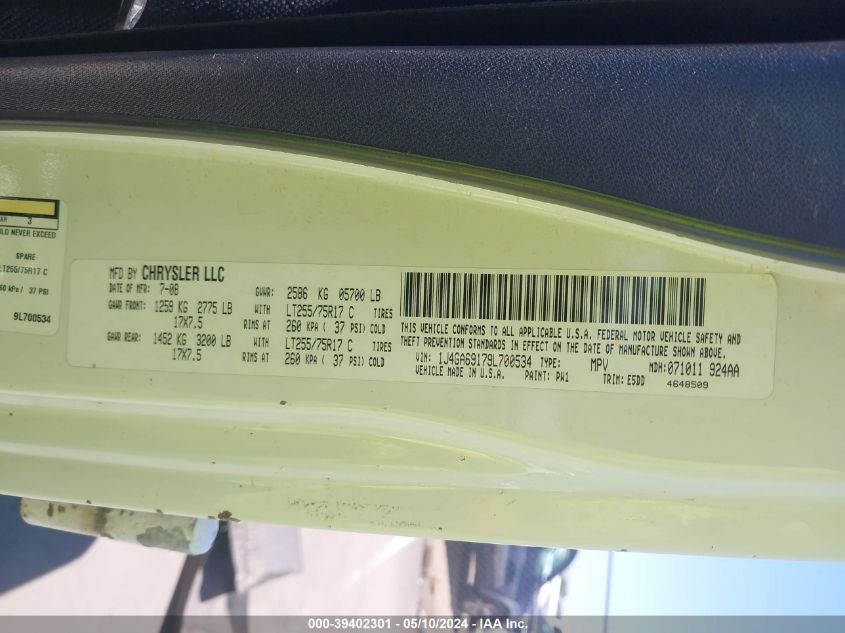 AR 3
LD NEVER EXCEED
SPARE
LT255/75R17 C
60 kPa / 37 PSI
9L700534
MFD BY CHRYSLER LLC
DATE OF MFR: 7-08 GVWR: 2586 KG 05700 LB
GAWR FRONT: 1259 KG 2775 LB WITH LT255/75R17 C TIRES
17X7.5 RIMS AT 260 KPA ( 37 PSI) COLD
GAWR REAR: 1452 KG 3200 LB WITH LT255/75R17 C TIRES
17X7.5 RIMS AT 260 KPA ( 37 PSI) COLD
THIS VEHICLE CONFORMS TO ALL APPLICABLE U.S.A. FEDERAL MOTOR VEHICLE SAFETY AND
THEFT PREVENTION STANDARDS IN EFFECT ON THE DATE OF MANUFACTURE SHOWN ABOVE.
VIN: 1J4GA69179L700534 TYPE: MPV MDH: 071011 924AA
VEHICLE MADE IN U.S.A. PAINT: PW1 TRIM: E5DD 4648509
000-39402301 - 05/10/2024 - IAA Inc.